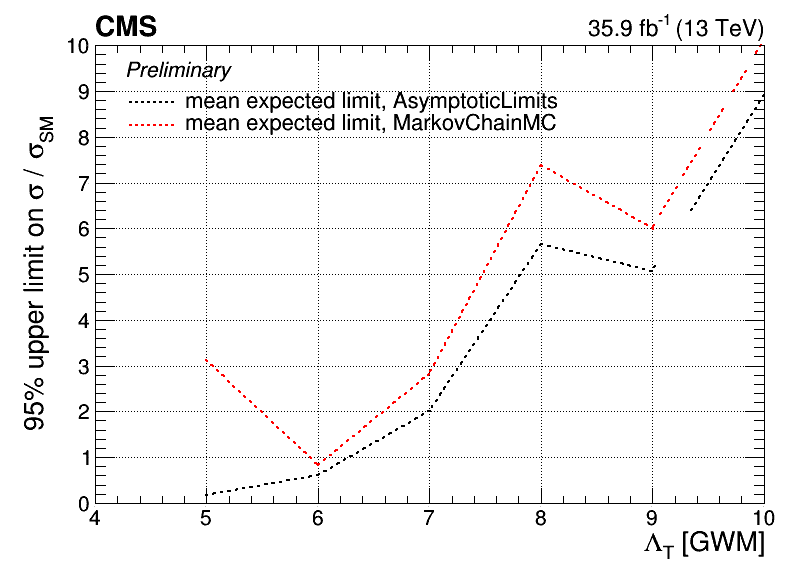 CMS 35.9 fb⁻¹ (13 TeV)
Preliminary
mean expected limit, AsymptoticLimits
mean expected limit, MarkovChainMC
95% upper limit on σ / σSM
10
9
8
7
6
5
4
3
2
1
0
4 5 6 7 8 9 10
ΛT [GWM]